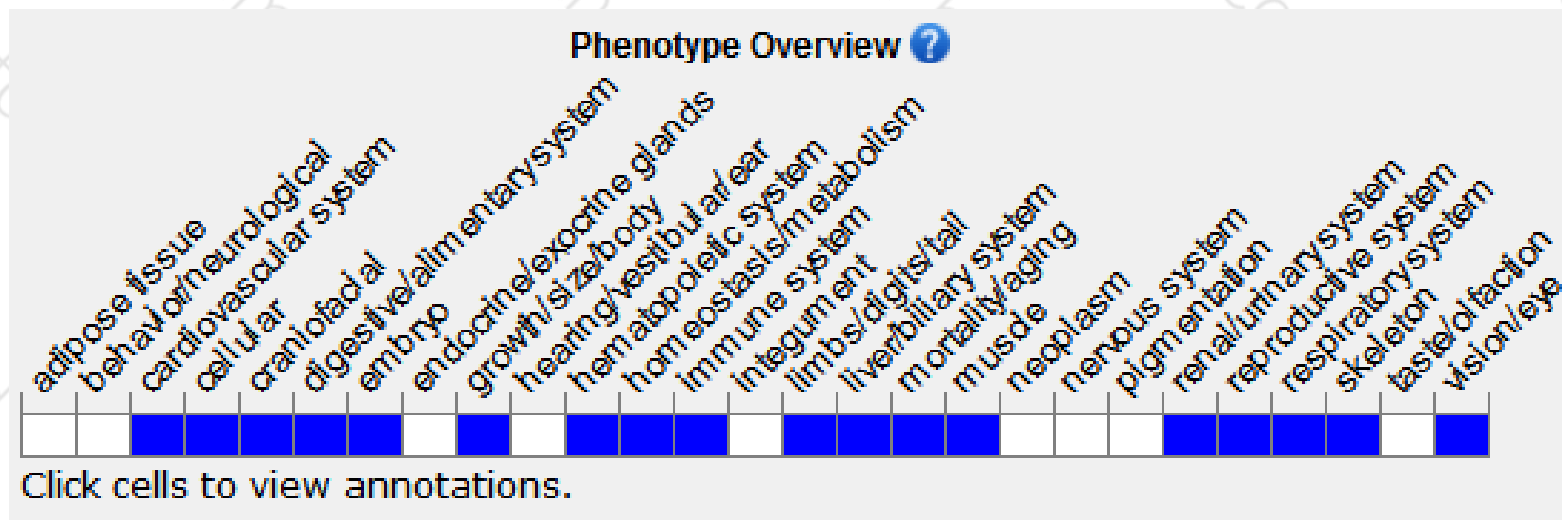 Phenotype Overview ?
adipose tissue
behavior/neurological
cardiovascular system
cellular
craniofacial
digestive/alimentary system
embryo
endocrine/exocrine glands
growth/size/body
hearing/vestibular/ear
hematopoietic system
homeostasis/metabolism
immune system
integument
limbs/digits/tail
liver/biliary system
mortality/aging
muscle
neoplasm
nervous system
pigmentation
renal/urinary system
reproductive system
respiratory system
skeleton
taste/olfaction
vision/eye
Click cells to view annotations.